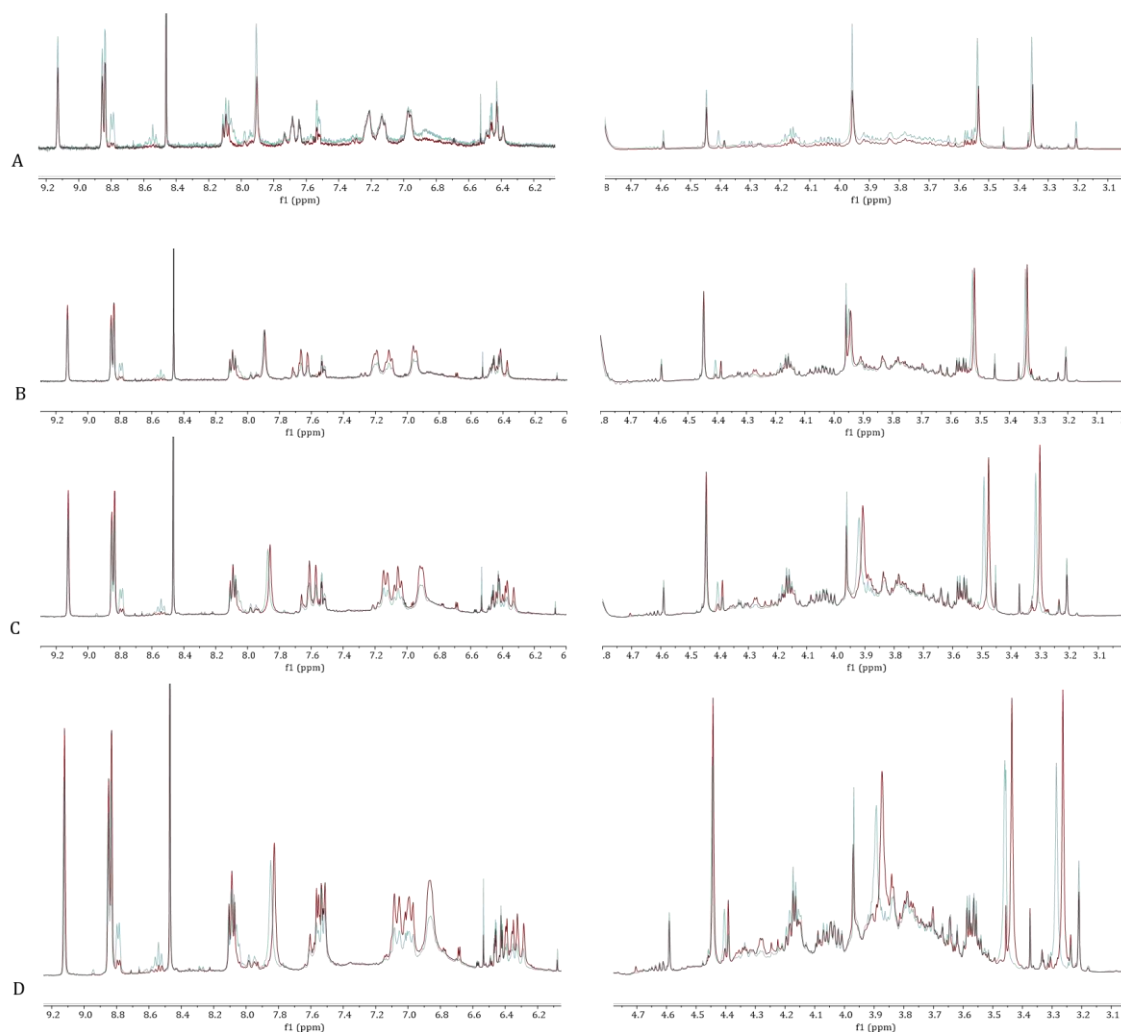 A
9.2 9.0 8.8 8.6 8.4 8.2 8.0 7.8 7.6 7.4 7.2 7.0 6.8 6.6 6.4 6.2
f1 (ppm)
.8 4.7 4.6 4.5 4.4 4.3 4.2 4.1 4.0 3.9 3.8 3.7 3.6 3.5 3.4 3.3 3.2 3.1
f1 (ppm)
B
9.2 9.0 8.8 8.6 8.4 8.2 8.0 7.8 7.6 7.4 7.2 7.0 6.8 6.6 6.4 6.2 6
f1 (ppm)
.8 4.7 4.6 4.5 4.4 4.3 4.2 4.1 4.0 3.9 3.8 3.7 3.6 3.5 3.4 3.3 3.2 3.1
f1 (ppm)
C
9.2 9.0 8.8 8.6 8.4 8.2 8.0 7.8 7.6 7.4 7.2 7.0 6.8 6.6 6.4 6.2 6
f1 (ppm)
.8 4.7 4.6 4.5 4.4 4.3 4.2 4.1 4.0 3.9 3.8 3.7 3.6 3.5 3.4 3.3 3.2 3.1
f1 (ppm)
D
9.2 9.0 8.8 8.6 8.4 8.2 8.0 7.8 7.6 7.4 7.2 7.0 6.8 6.6 6.4 6.2
f1 (ppm)
4.7 4.6 4.5 4.4 4.3 4.2 4.1 4.0 3.9 3.8 3.7 3.6 3.5 3.4 3.3 3.2 3.1
f1 (ppm)